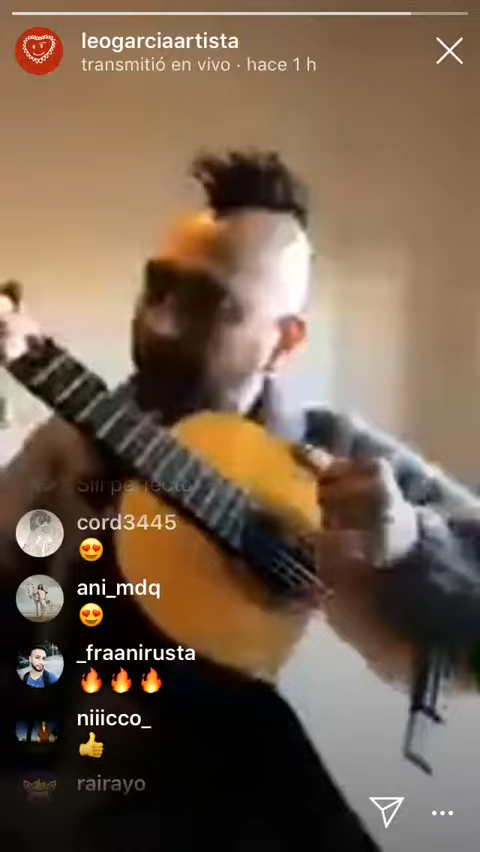 leogarciaartista
transmitió en vivo · hace 1 h
cord3445
😍
ani_mdq
😍
_fraanirusta
🔥🔥🔥
niiicco_
👍
rairayo